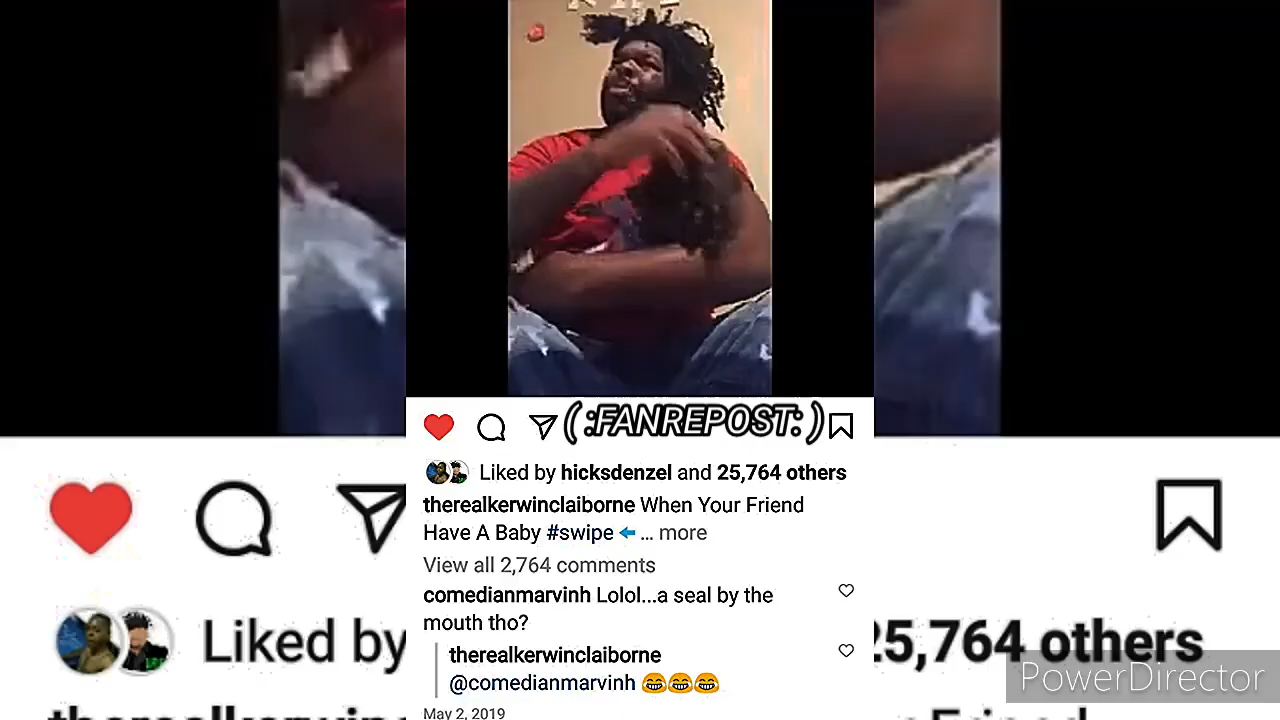 (:FANREPOST:)
Liked by hicksdenzel and 25,764 others
therealkerwinclaiborne When Your Friend
Have A Baby #swipe ... more
View all 2,764 comments
comedianmarvinh Lolol...a seal by the
mouth tho?
therealkerwinclaiborne
@comedianmarvinh 😂😂😂
May 2, 2019
Liked by
25,764 others
PowerDirector